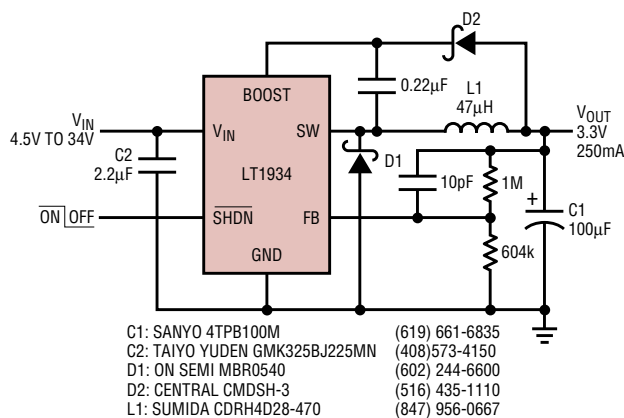 D2
BOOST
0.22µF
L1
47µH
VIN
4.5V TO 34V
VIN
SW
VOUT
3.3V
250mA
C2
2.2µF
LT1934
D1
10pF
1M
ON OFF
SHDN
FB
+
C1
100µF
604k
GND
C1: SANYO 4TPB100M (619) 661-6835
C2: TAIYO YUDEN GMK325BJ225MN (408)573-4150
D1: ON SEMI MBR0540 (602) 244-6600
D2: CENTRAL CMDSH-3 (516) 435-1110
L1: SUMIDA CDRH4D28-470 (847) 956-0667